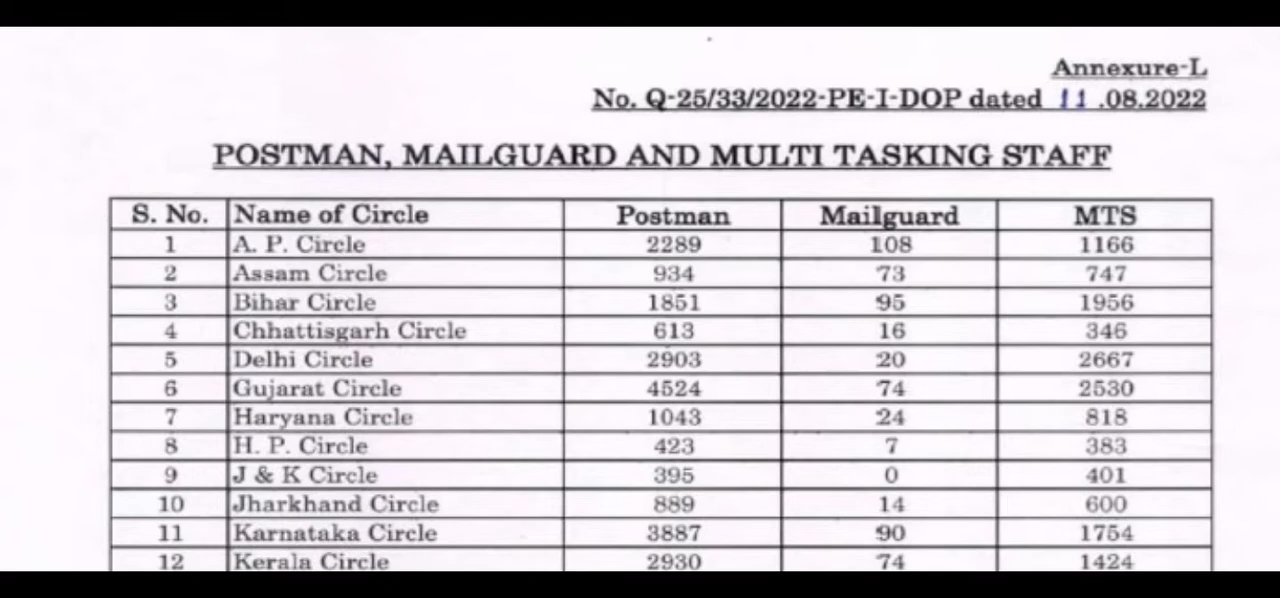 Annexure-L
No. Q-25/33/2022-PE-I-DOP dated 11.08.2022
POSTMAN, MAILGUARD AND MULTI TASKING STAFF
S. No. Name of Circle Postman Mailguard MTS
1 A. P. Circle 2289 108 1166
2 Assam Circle 934 73 747
3 Bihar Circle 1851 95 1956
4 Chhattisgarh Circle 613 16 346
5 Delhi Circle 2903 20 2667
6 Gujarat Circle 4524 74 2530
7 Haryana Circle 1043 24 818
8 H. P. Circle 423 7 383
9 J & K Circle 395 0 401
10 Jharkhand Circle 889 14 600
11 Karnataka Circle 3887 90 1754
12 Kerala Circle 2930 74 1424